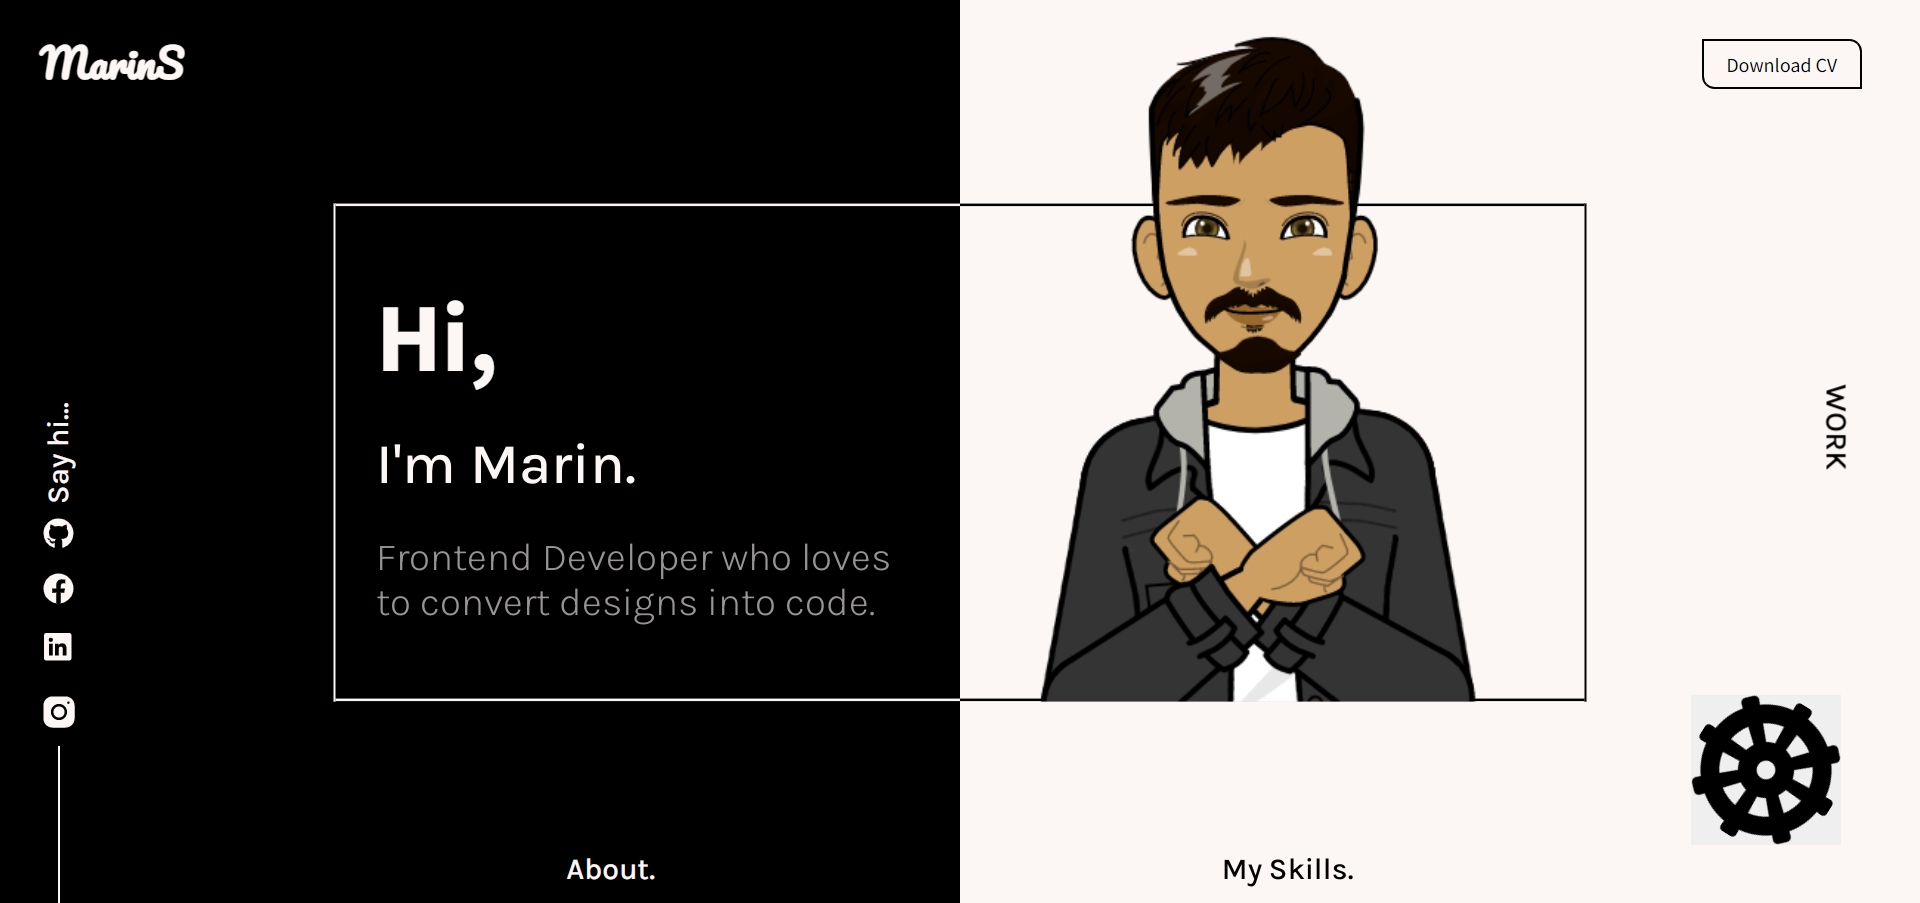 MarinS
Download CV
Hi,
I'm Marin.
Frontend Developer who loves
to convert designs into code.
Say hi...
in
WORK
About.
My Skills.